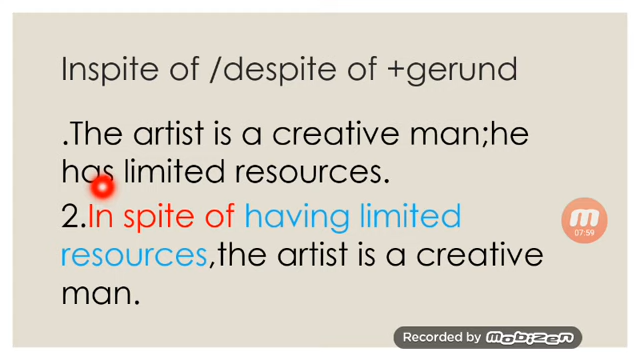 Inspite of /despite of +gerund
.The artist is a creative man;he
has limited resources.
2.In spite of having limited
resources,the artist is a creative
man.
07:59
Recorded by mobizen